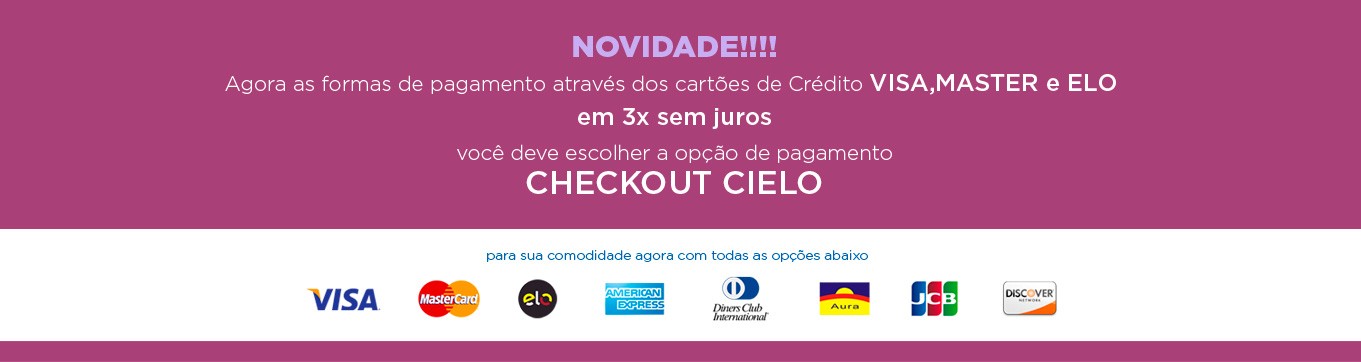 NOVIDADE!!!!
Agora as formas de pagamento através dos cartões de Crédito VISA,MASTER e ELO
em 3x sem juros
você deve escolher a opção de pagamento
CHECKOUT CIELO
para sua comodidade agora com todas as opções abaixo
VISA MasterCard elo AMERICAN EXPRESS Diners Club International Aura JCB DISCOVER NETWORK